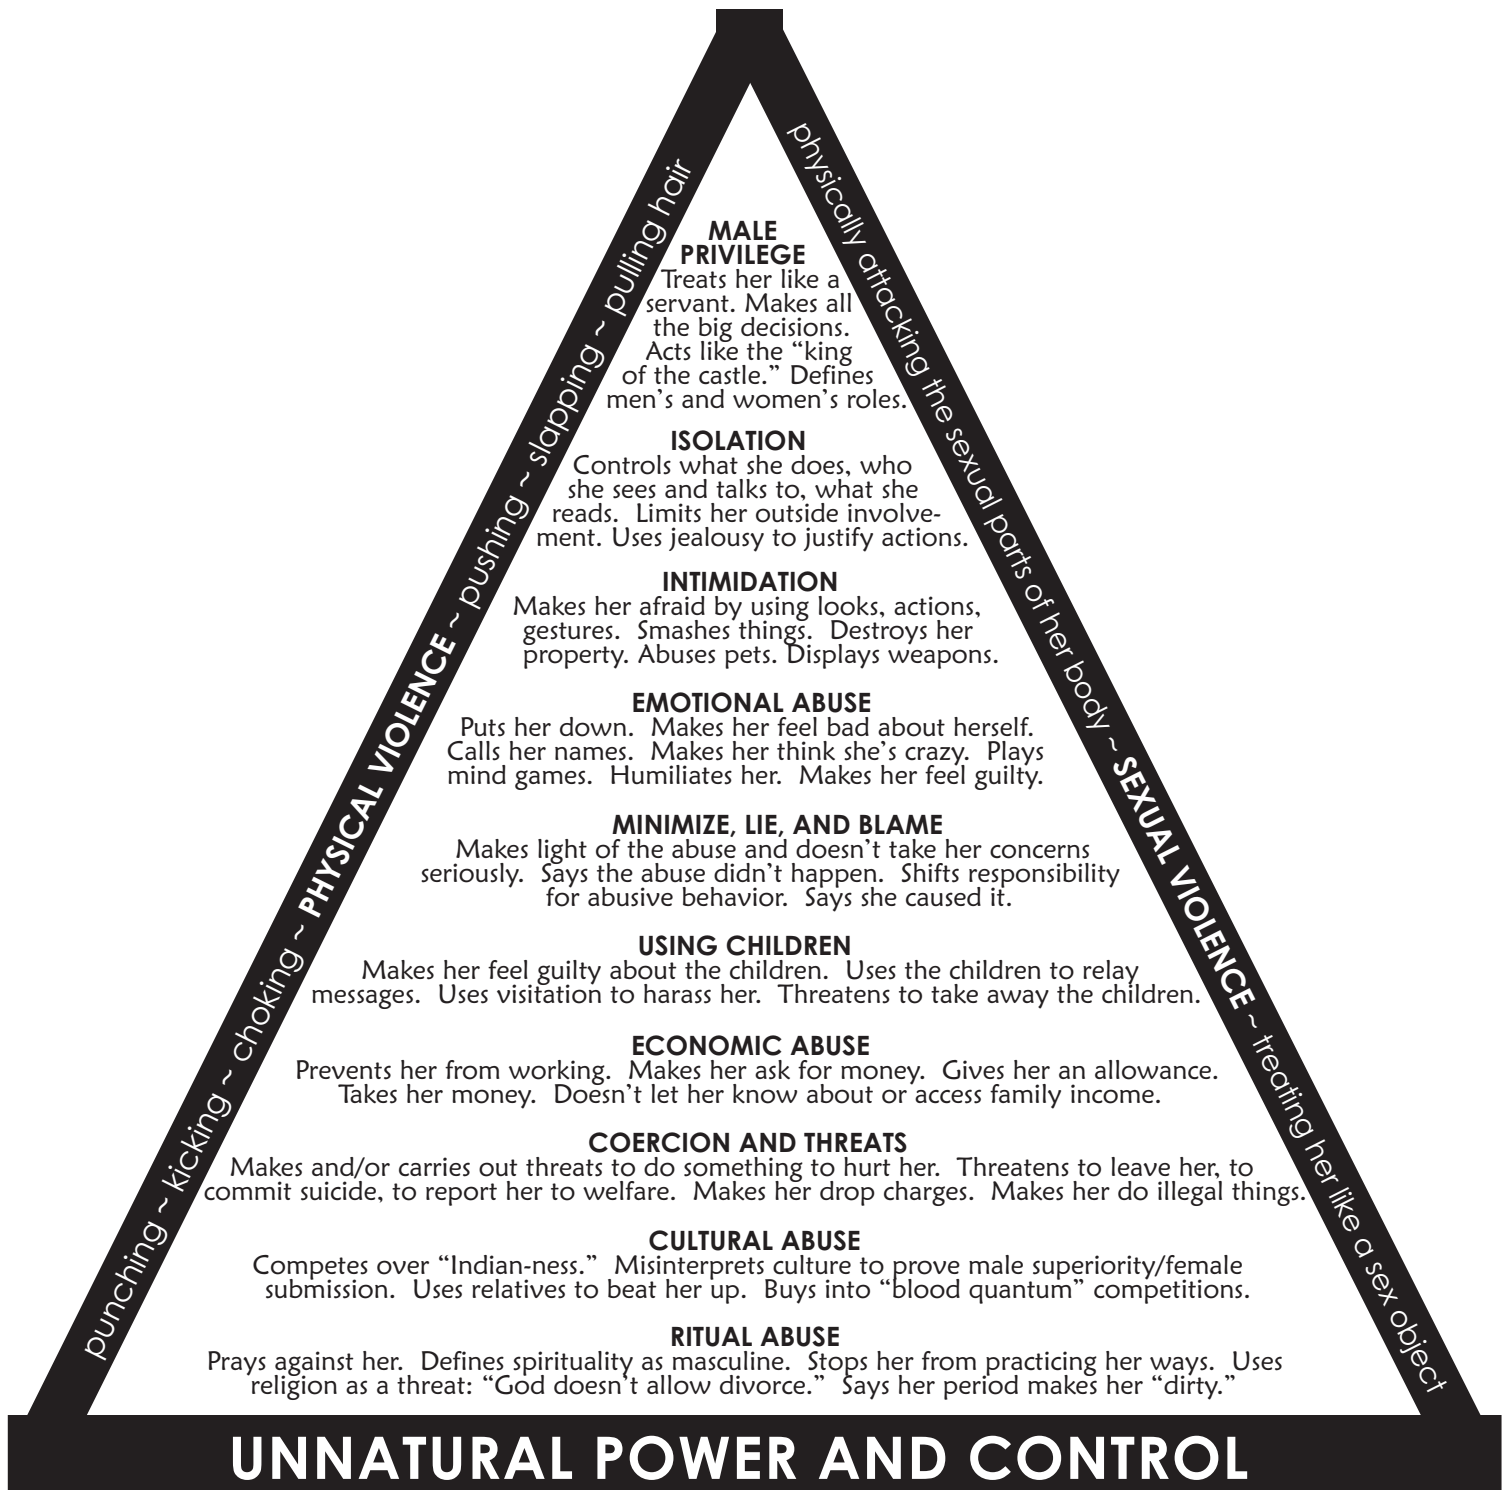 MALE
PRIVILEGE
Treats her like a
servant. Makes all
the big decisions.
Acts like the “king
of the castle.” Defines
men’s and women’s roles.
ISOLATION
Controls what she does, who
she sees and talks to, what she
reads. Limits her outside involve-
ment. Uses jealousy to justify actions.
INTIMIDATION
Makes her afraid by using looks, actions,
gestures. Smashes things. Destroys her
property. Abuses pets. Displays weapons.
EMOTIONAL ABUSE
Puts her down. Makes her feel bad about herself.
Calls her names. Makes her think she’s crazy. Plays
mind games. Humiliates her. Makes her feel guilty.
MINIMIZE, LIE, AND BLAME
Makes light of the abuse and doesn’t take her concerns
seriously. Says the abuse didn’t happen. Shifts responsibility
for abusive behavior. Says she caused it.
USING CHILDREN
Makes her feel guilty about the children. Uses the children to relay
messages. Uses visitation to harass her. Threatens to take away the children.
ECONOMIC ABUSE
Prevents her from working. Makes her ask for money. Gives her an allowance.
Takes her money. Doesn’t let her know about or access family income.
COERCION AND THREATS
Makes and/or carries out threats to do something to hurt her. Threatens to leave her, to
commit suicide, to report her to welfare. Makes her drop charges. Makes her do illegal things.
CULTURAL ABUSE
Competes over “Indian-ness.” Misinterprets culture to prove male superiority/female
submission. Uses relatives to beat her up. Buys into “blood quantum” competitions.
RITUAL ABUSE
Prays against her. Defines spirituality as masculine. Stops her from practicing her ways. Uses
religion as a threat: “God doesn’t allow divorce.” Says her period makes her “dirty.”
punching ~ kicking ~ choking ~ PHYSICAL VIOLENCE ~ pushing ~ slapping ~ pulling hair
physically attacking the sexual parts of her body ~ SEXUAL VIOLENCE ~ treating her like a sex object
UNNATURAL POWER AND CONTROL